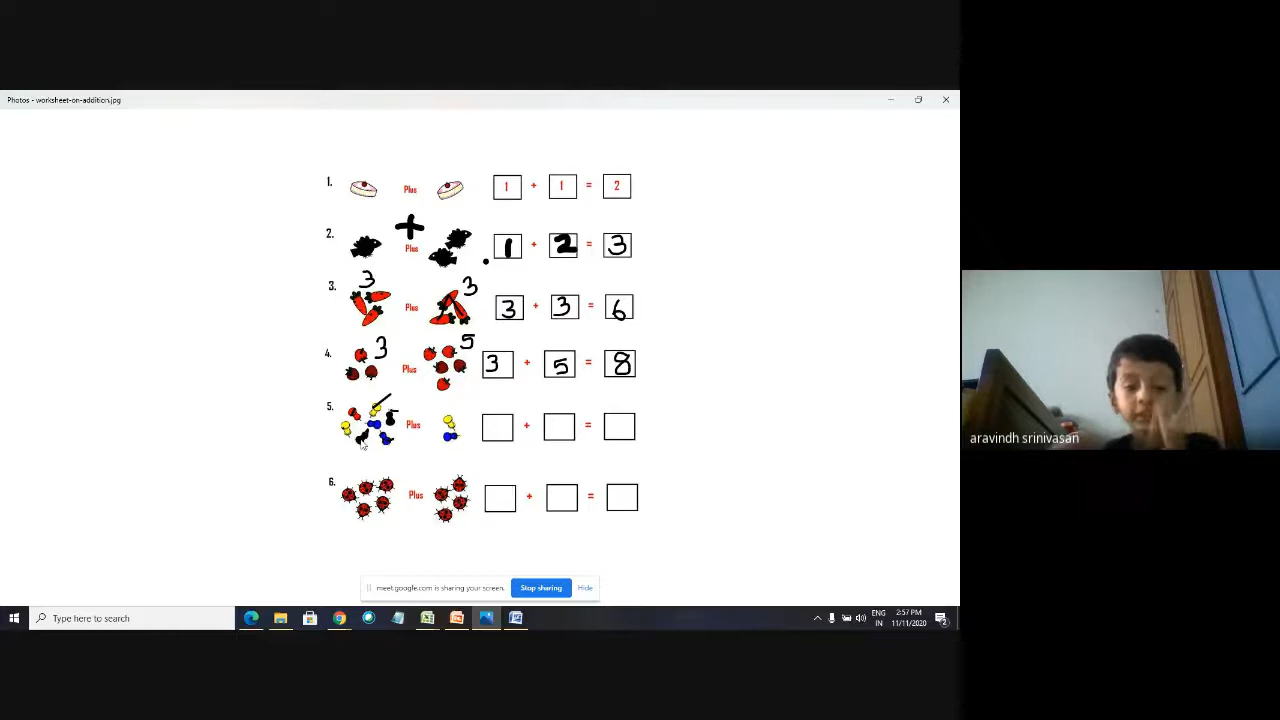 Photos - worksheet-on-addition.jpg
1. Plus 1 + 1 = 2
2. + Plus 1 + 2 = 3
3. 3 Plus 3 3 + 3 = 6
4. 3 Plus 5 3 + 5 = 8
5. Plus + =
6. Plus + =
aravindh srinivasan
meet.google.com is sharing your screen. Stop sharing Hide
Type here to search
ENG 2:57 PM
IN 11/11/2020
2